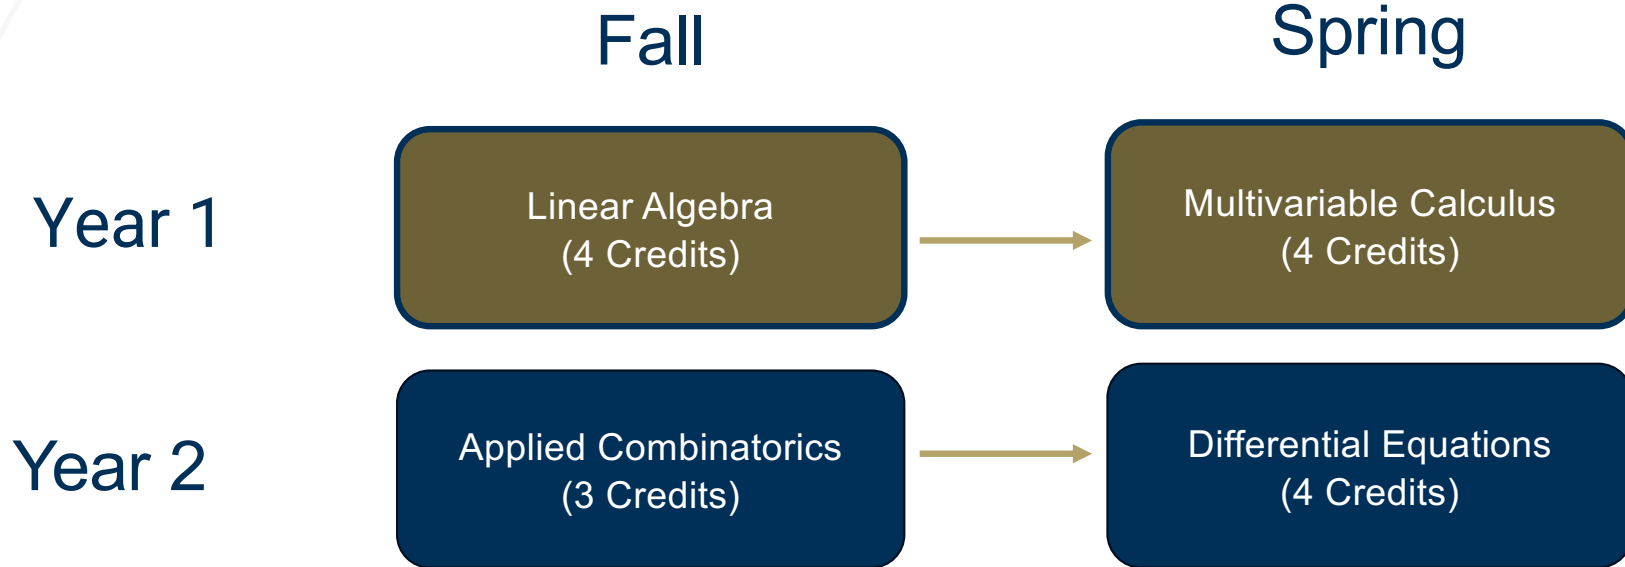 Fall
Spring
Year 1
Linear Algebra
(4 Credits)
Multivariable Calculus
(4 Credits)
Year 2
Applied Combinatorics
(3 Credits)
Differential Equations
(4 Credits)